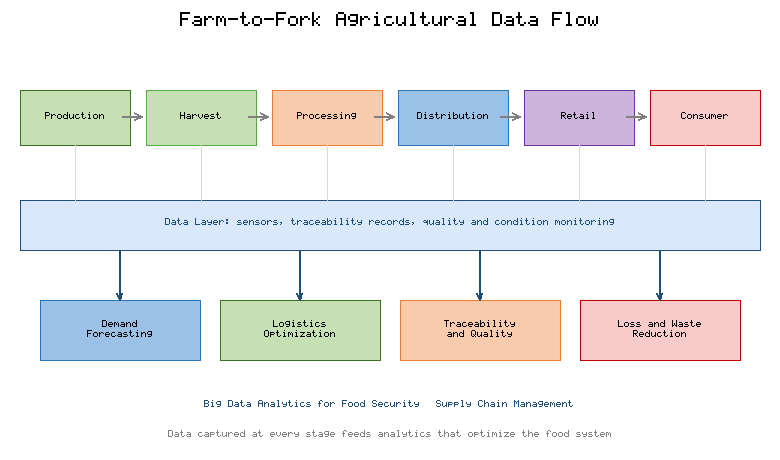 Farm-to-Fork Agricultural Data Flow
Production
Harvest
Processing
Distribution
Retail
Consumer
Data Layer: sensors, traceability records, quality and condition monitoring
Demand
Forecasting
Logistics
Optimization
Traceability
and Quality
Loss and Waste
Reduction
Big Data Analytics for Food Security   Supply Chain Management
Data captured at every stage feeds analytics that optimize the food system